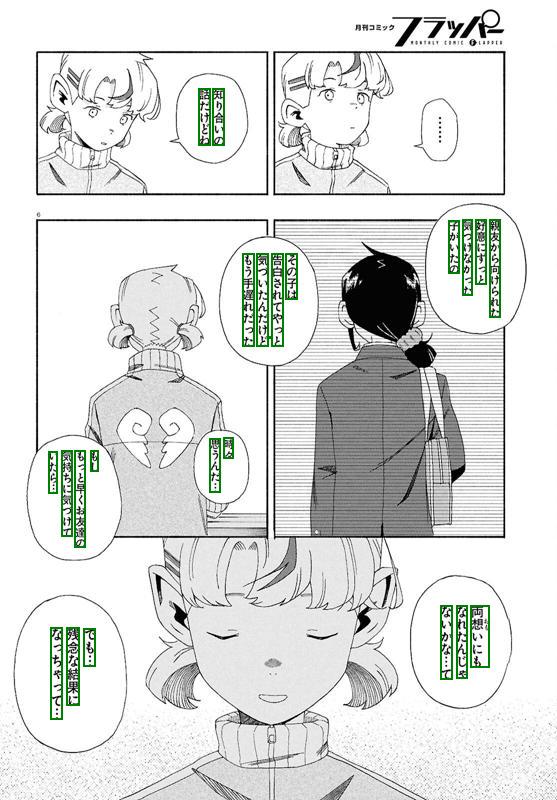 月刊コミック フラッパー
MONTHLY COMIC FLAPPER
……
知り合いの
話だけどね
6
親友から向けられた
好意にずっと
気づけなかった
子がいたの
その子は
告白されてやっと
気づいたんだけど
もう手遅れだった
時々
思うんだ…
もし
もっと早くお友達の
気持ちに気づけて
いたら…
両想いにも
なれたんじゃ
ないかな…て
でも…
残念な結果に
なっちゃって…